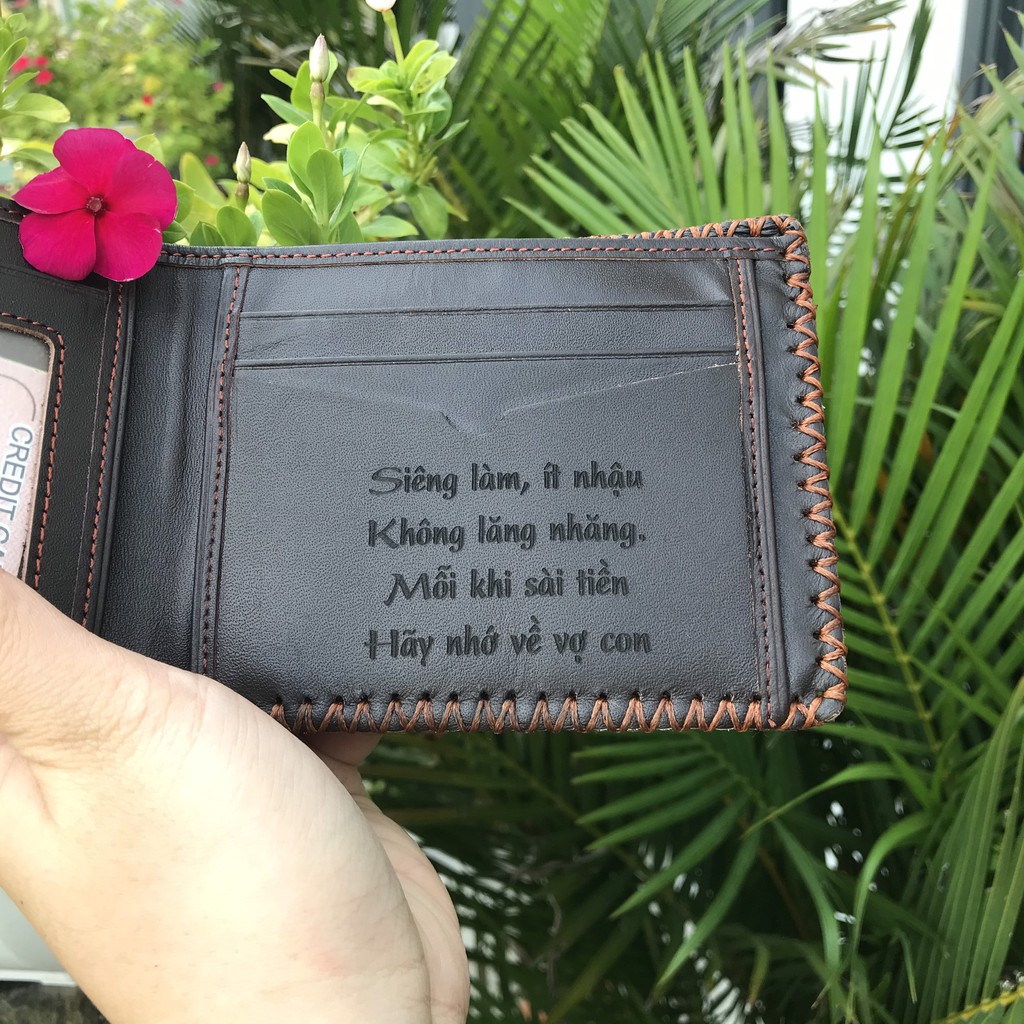 Siêng làm, ít nhậu
Không lăng nhăng.
Mỗi khi sài tiền
Hãy nhớ về vợ con
CREDIT